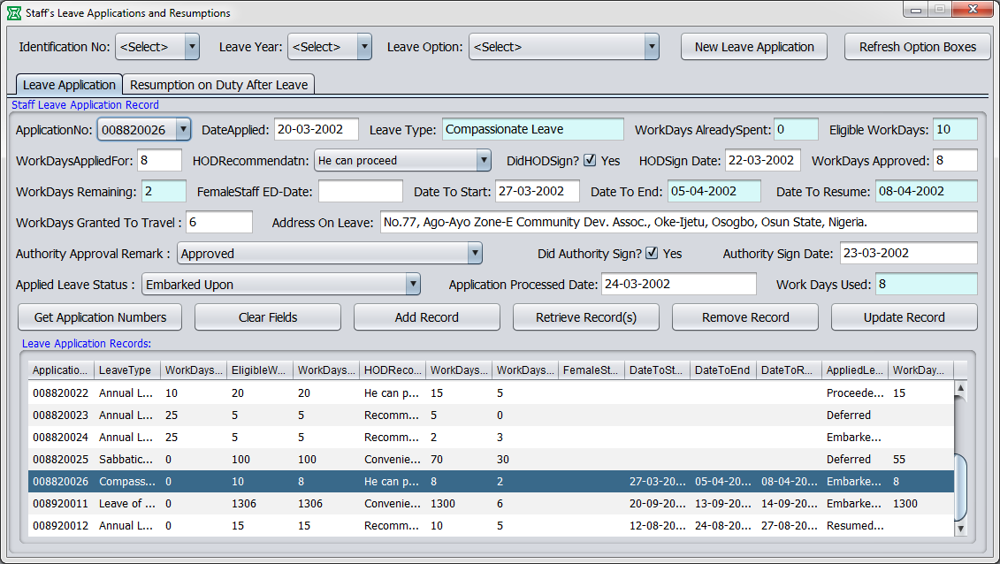 Staff's Leave Applications and Resumptions
Identification No: <Select> Leave Year: <Select> Leave Option: <Select> New Leave Application Refresh Option Boxes
Leave Application Resumption on Duty After Leave
Staff Leave Application Record
ApplicationNo: 008820026 DateApplied: 20-03-2002 Leave Type: Compassionate Leave WorkDays AlreadySpent: 0 Eligible WorkDays: 10
WorkDaysAppliedFor: 8 HODRecommendatn: He can proceed DidHODSign? Yes HODSign Date: 22-03-2002 WorkDays Approved: 8
WorkDays Remaining: 2 FemaleStaff ED-Date: Date To Start: 27-03-2002 Date To End: 05-04-2002 Date To Resume: 08-04-2002
WorkDays Granted To Travel : 6 Address On Leave: No.77, Ago-Ayo Zone-E Community Dev. Assoc., Oke-Ijetu, Osogbo, Osun State, Nigeria.
Authority Approval Remark : Approved Did Authority Sign? Yes Authority Sign Date: 23-03-2002
Applied Leave Status : Embarked Upon Application Processed Date: 24-03-2002 Work Days Used: 8
Get Application Numbers Clear Fields Add Record Retrieve Record(s) Remove Record Update Record
Leave Application Records:
Applicatio... LeaveType WorkDays... EligibleW... WorkDays... HODReco... WorkDays... WorkDays... FemaleSt... DateToSt... DateToEnd DateToR... AppliedLe... WorkDay...
008820022 Annual L... 10 20 20 He can p... 15 5 Proceede... 15
008820023 Annual L... 25 5 5 Recomm... 5 0 Deferred
008820024 Annual L... 25 5 5 Recomm... 2 3 Embarke...
008820025 Sabbatic... 0 100 100 Convenie... 70 30 Deferred 55
008820026 Compass... 0 10 8 He can p... 8 2 27-03-20... 05-04-20... 08-04-20... Embarke... 8
008920011 Leave of ... 0 1306 1306 Convenie... 1300 6 20-09-20... 13-09-20... 14-09-20... Embarke... 1300
008920012 Annual L... 0 15 15 Recomm... 10 5 12-08-20... 24-08-20... 27-08-20... Resumed...